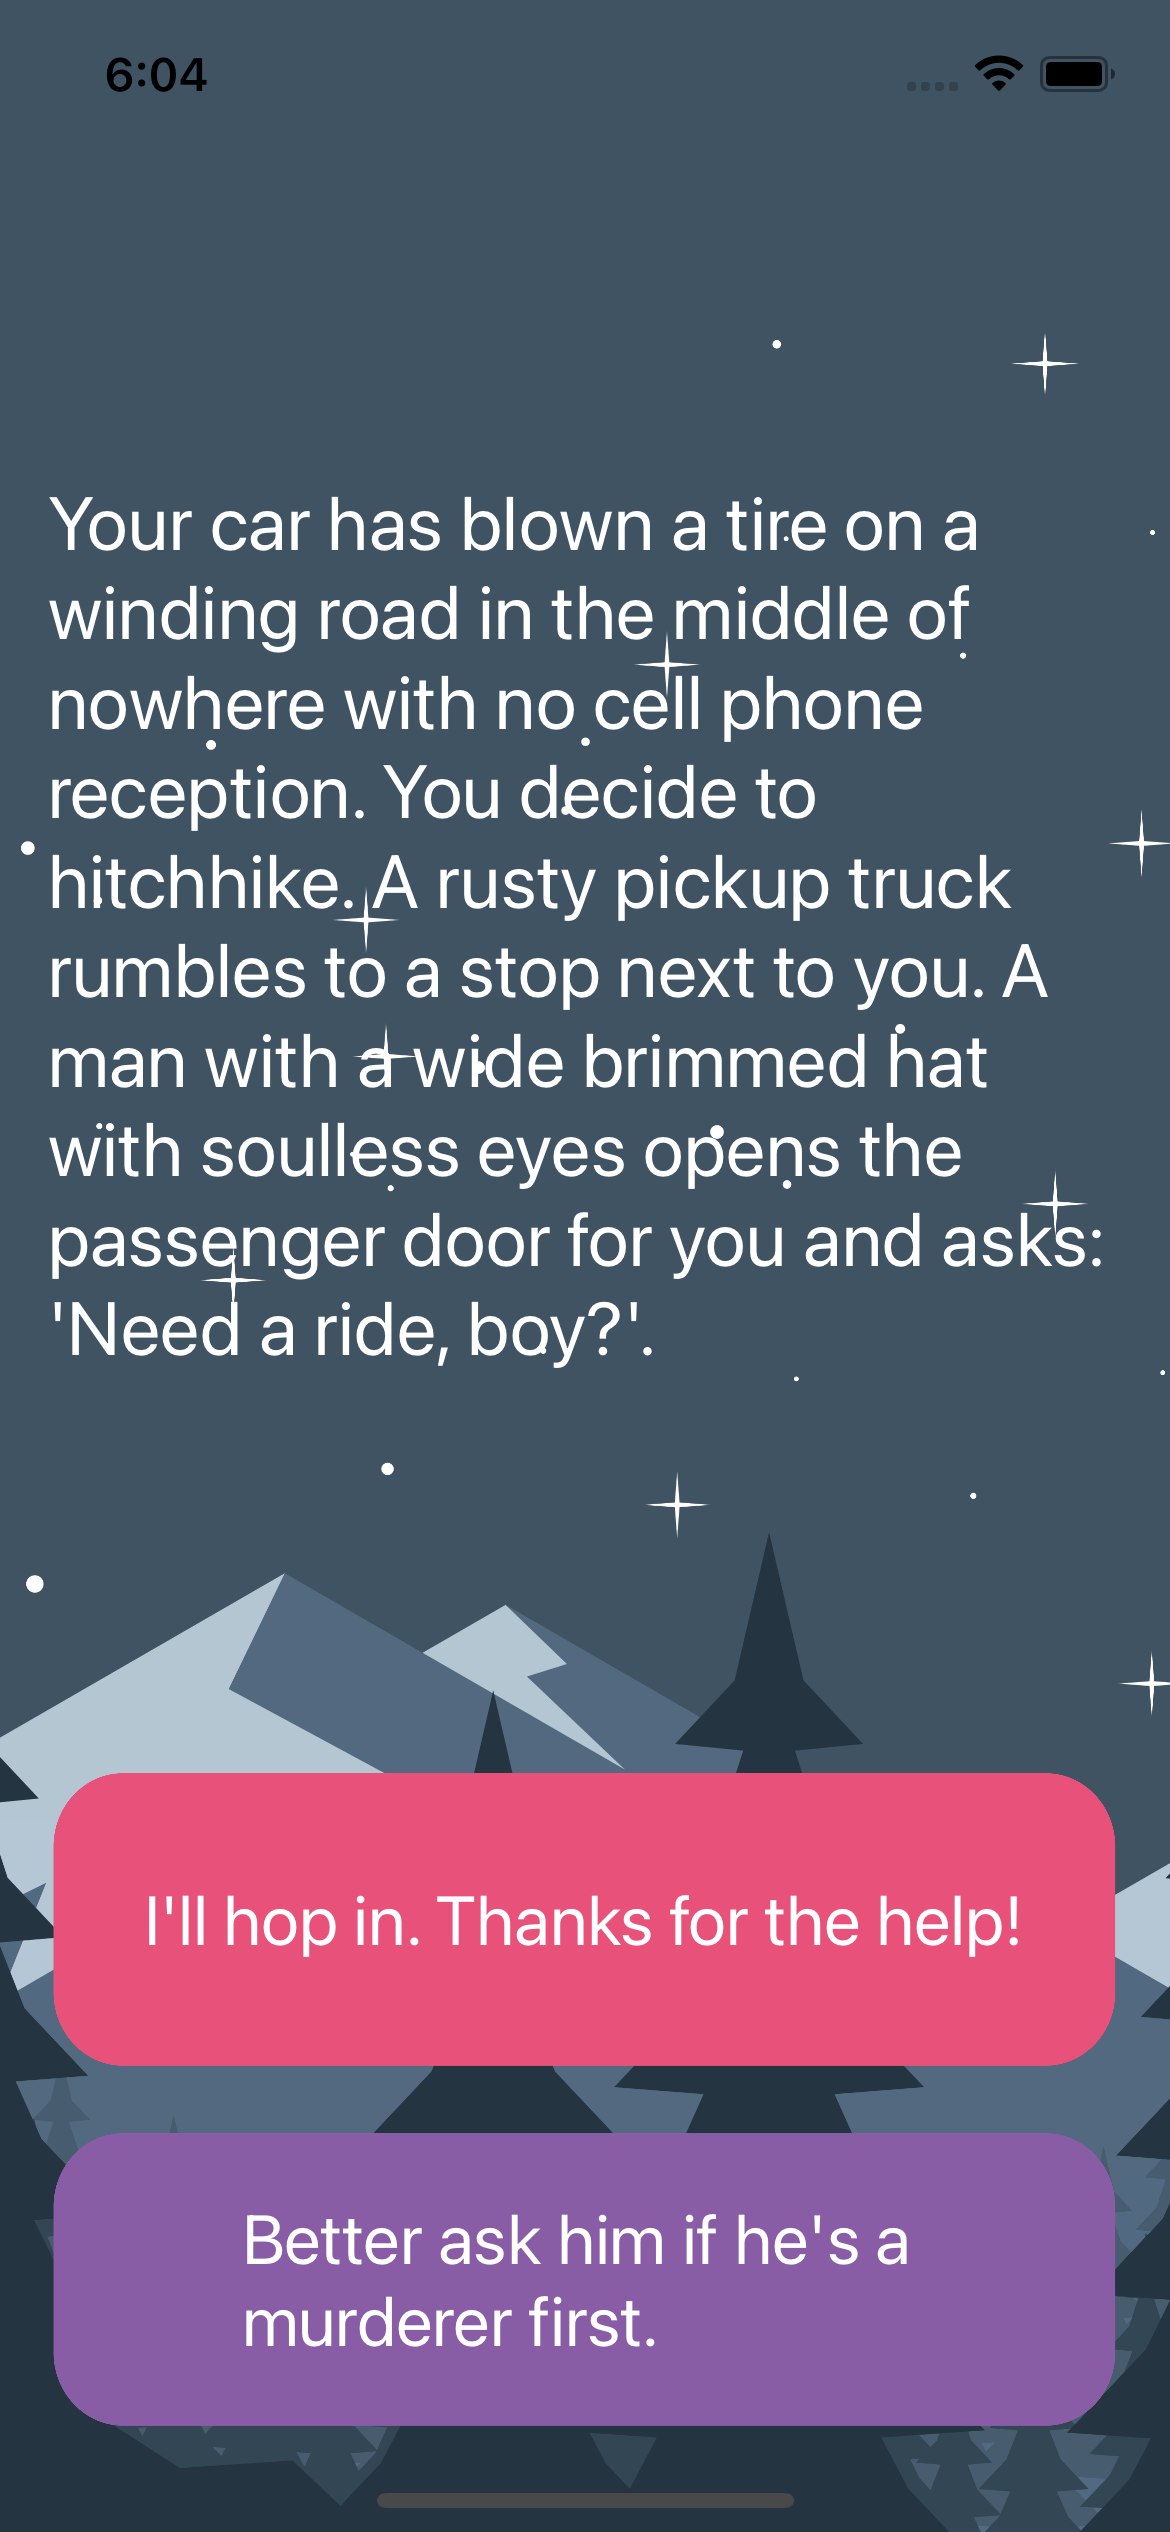 6:04
Your car has blown a tire on a
winding road in the middle of
nowhere with no cell phone
reception. You decide to
hitchhike. A rusty pickup truck
rumbles to a stop next to you. A
man with a wide brimmed hat
with soulless eyes opens the
passenger door for you and asks:
'Need a ride, boy?'.
I'll hop in. Thanks for the help!
Better ask him if he's a
murderer first.